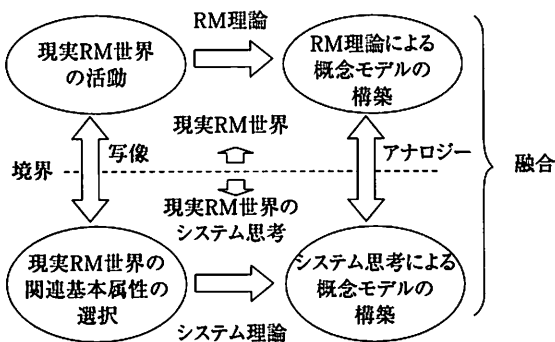 RM理論
現実RM世界
の活動
RM理論による
概念モデルの
構築
現実RM世界
写像
アナロジー
境界
融合
現実RM世界の
システム思考
現実RM世界の
関連基本属性の
選択
システム思考による
概念モデルの
構築
システム理論